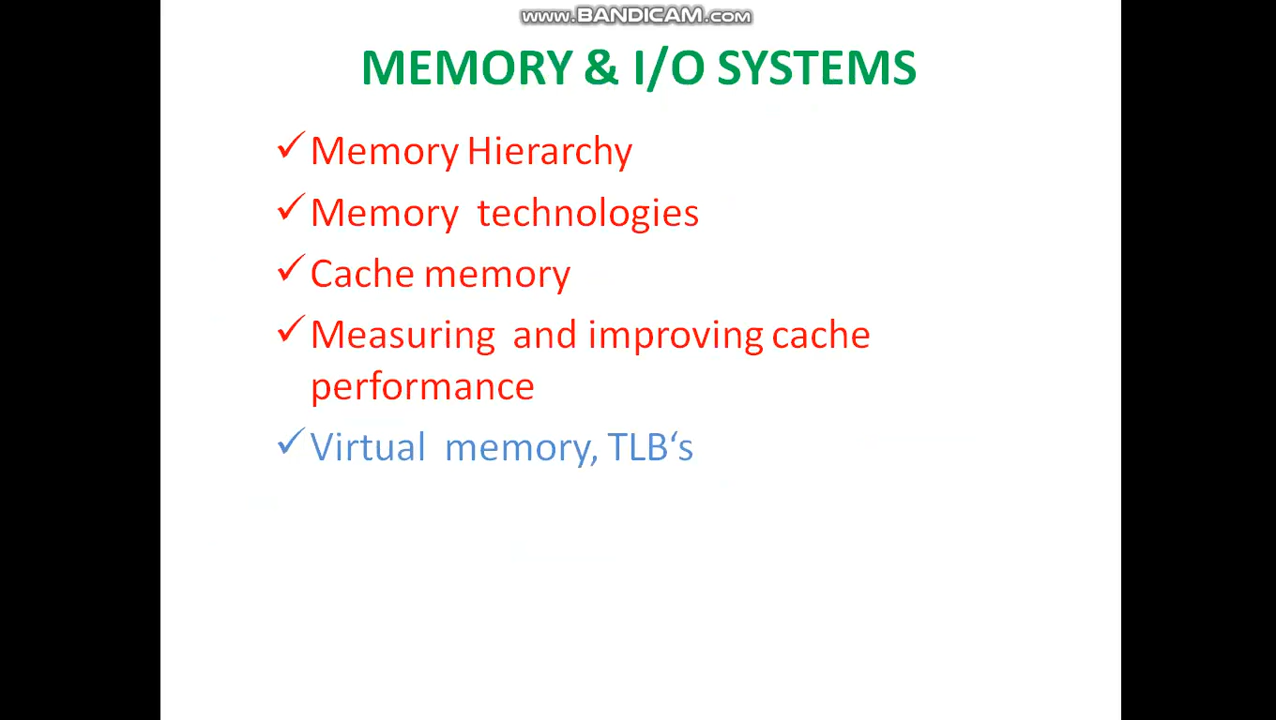 www.BANDICAM.com
MEMORY & I/O SYSTEMS
✓Memory Hierarchy
✓Memory technologies
✓Cache memory
✓Measuring and improving cache
performance
✓Virtual memory, TLB‘s